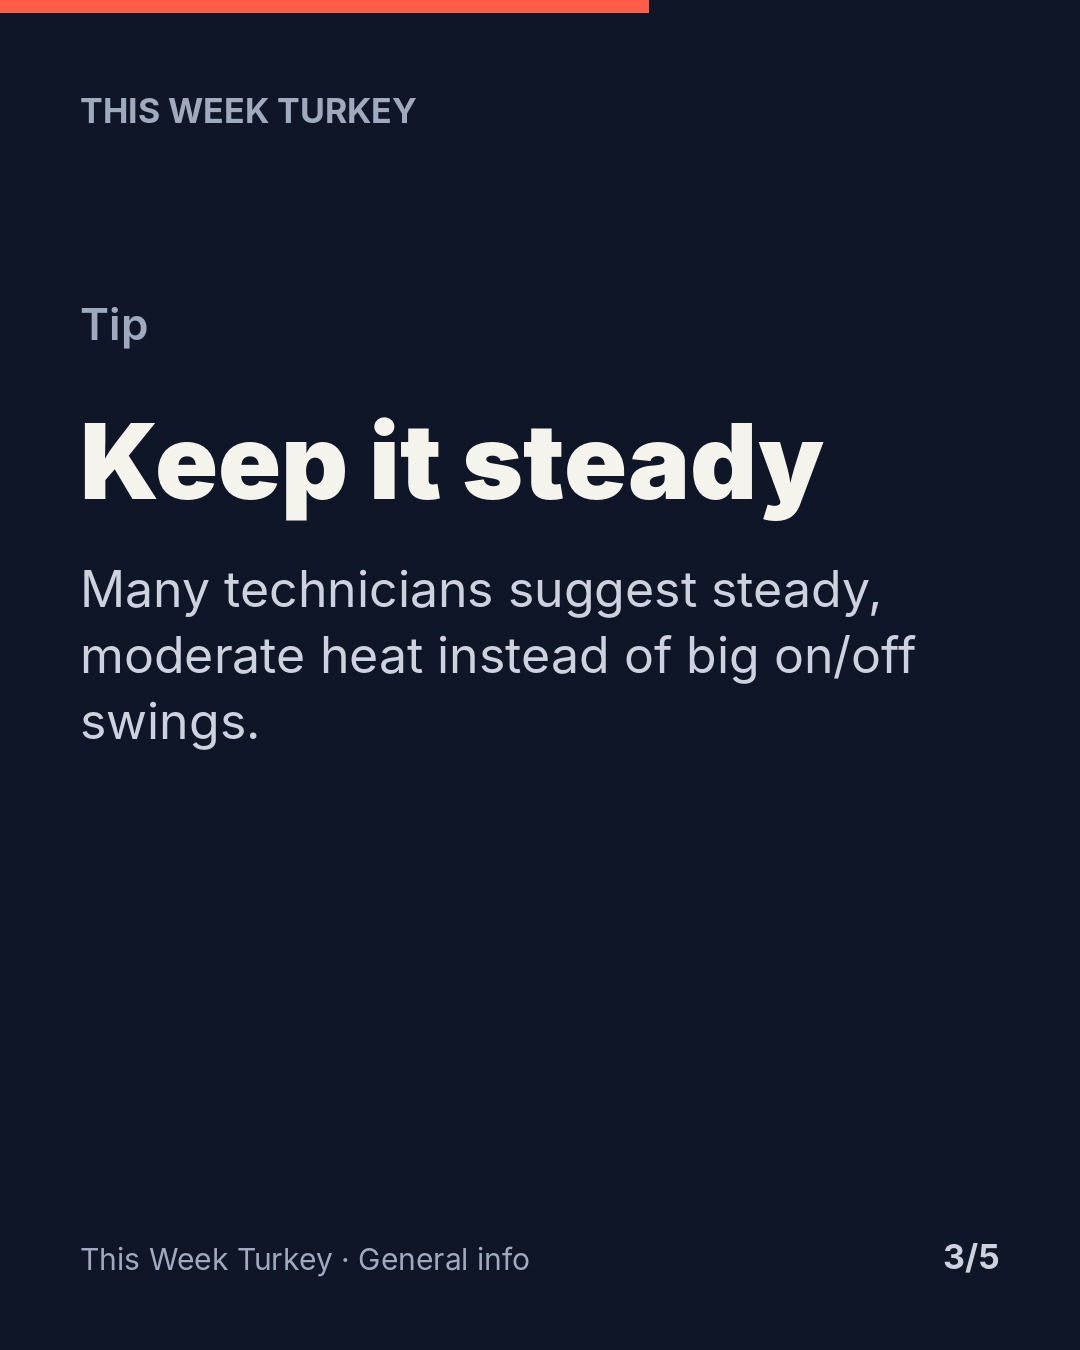 THIS WEEK TURKEY
Tip
Keep it steady
Many technicians suggest steady,
moderate heat instead of big on/off
swings.
This Week Turkey · General info
3/5